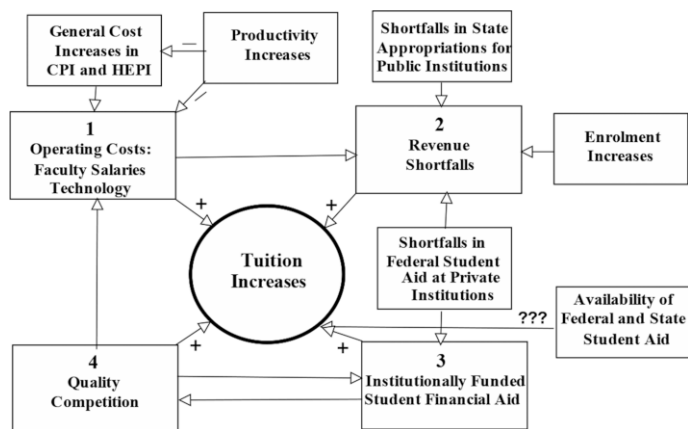 General Cost
Increases in
CPI and HEPI
Productivity
Increases
Shortfalls in State
Appropriations for
Public Institutions
1
Operating Costs:
Faculty Salaries
Technology
2
Revenue
Shortfalls
Enrolment
Increases
+
+
Tuition
Increases
Shortfalls in
Federal Student
Aid at Private
Institutions
???
Availability of
Federal and State
Student Aid
+
+
4
Quality
Competition
3
Institutionally Funded
Student Financial Aid